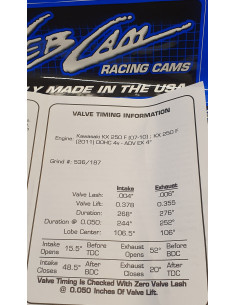 WEB CAM
RACING CAMS
LY MADE IN THE USA
VALVE TIMING INFORMATION
Engine: Kawasaki KX 250 F (07-10) ; KX 250 F
(2011) DOHC 4v - ADV EX 4°
Grind #: 596/197
Intake Exhaust
Valve Lash: .004" .006"
Valve Lift: 0.378 0.355
Duration: 268° 276°
Duration @ 0.050: 244° 252°
Lobe Center: 106.5° 106°
Intake Opens 15.5° Before TDC Exhaust Opens 52° Before BDC
Intake Closes 48.5° After BDC Exhaust Closes 20° After TDC
Valve Timing Is Checked With Zero Valve Lash
@ 0.050 Inches Of Valve Lift.